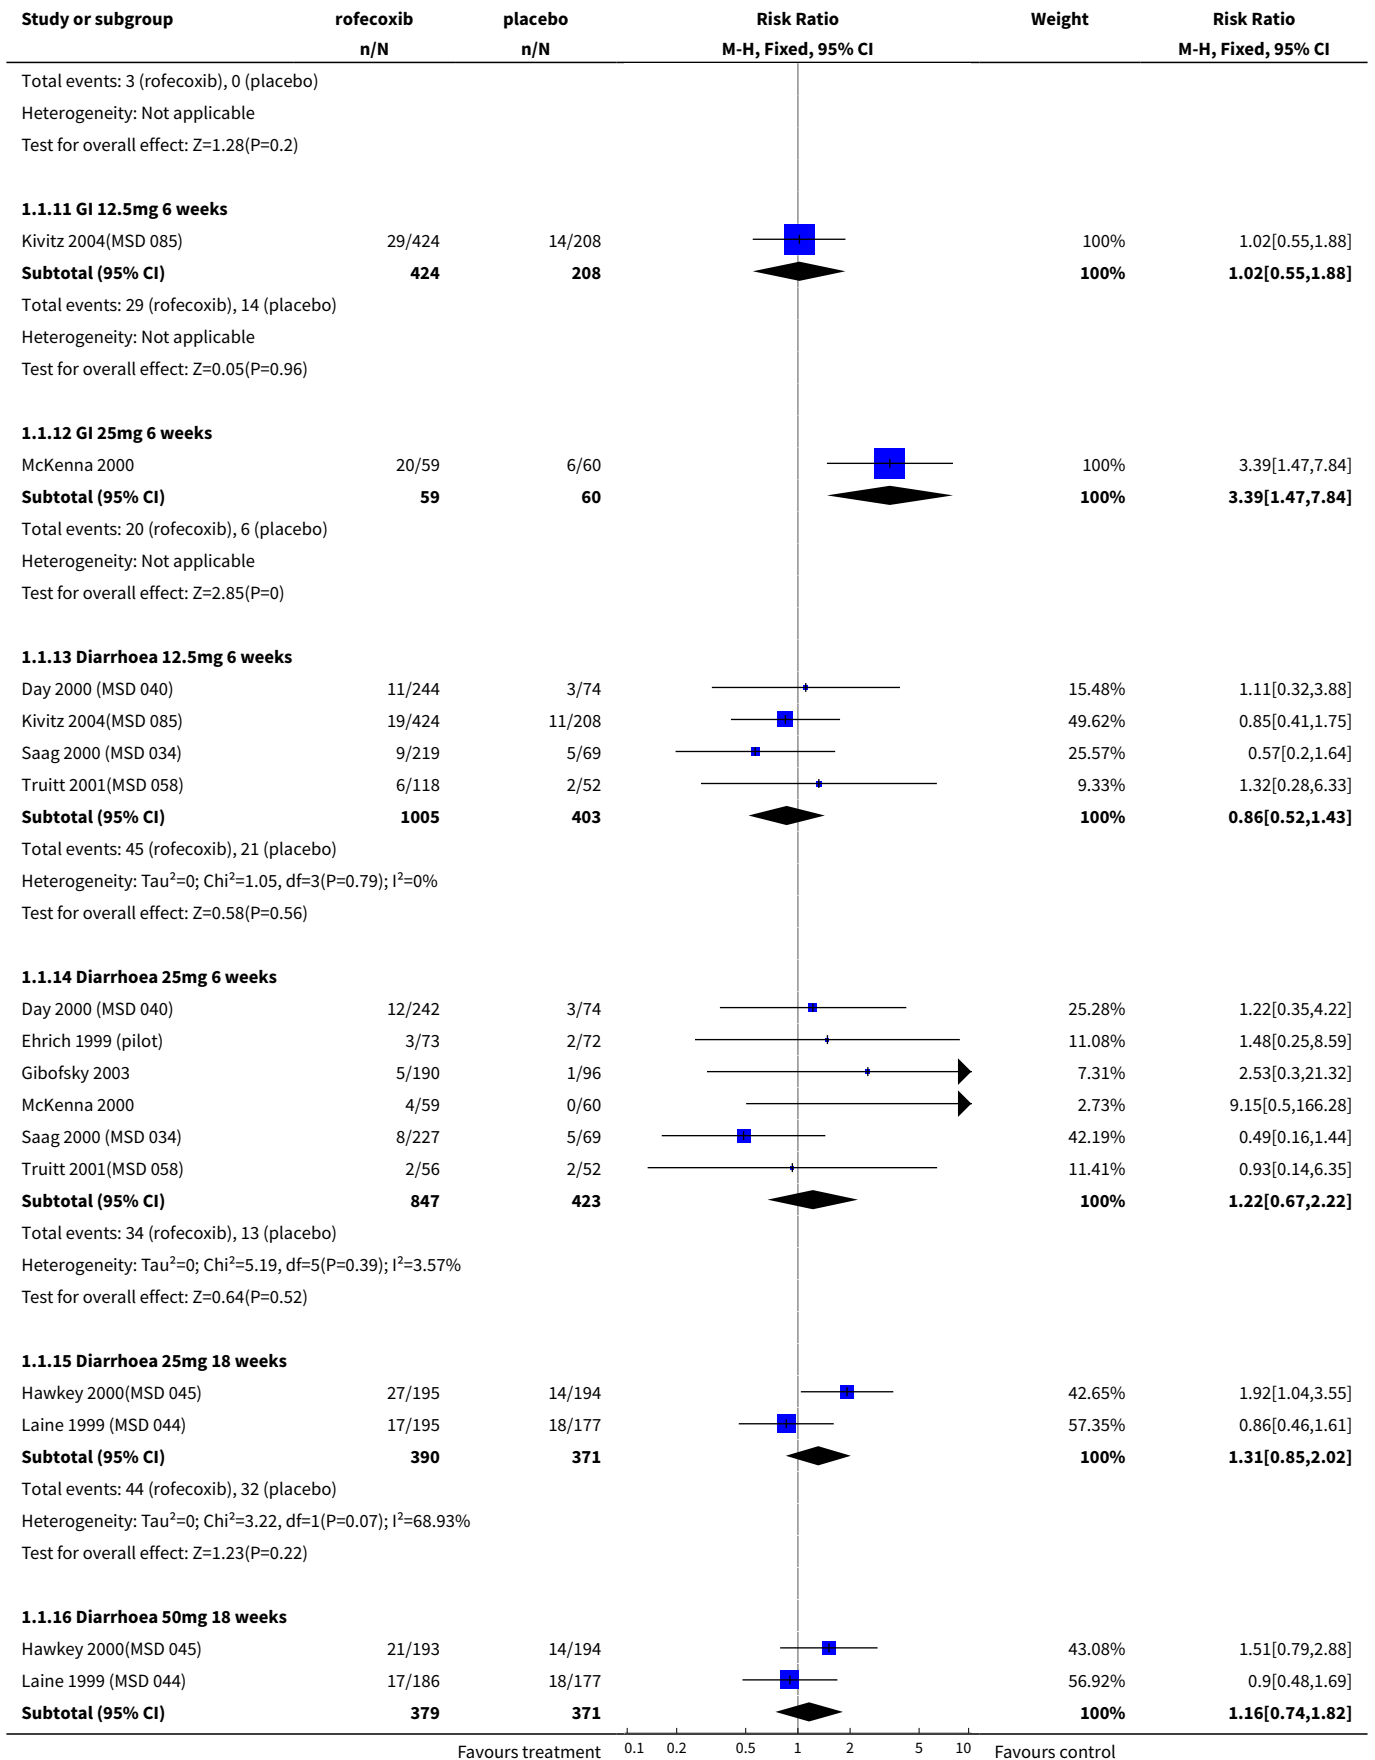 Study or subgroup rofecoxib placebo Risk Ratio Weight Risk Ratio
n/N n/N M-H, Fixed, 95% CI M-H, Fixed, 95% CI
Total events: 3 (rofecoxib), 0 (placebo)
Heterogeneity: Not applicable
Test for overall effect: Z=1.28(P=0.2)
1.1.11 GI 12.5mg 6 weeks
Kivitz 2004(MSD 085) 29/424 14/208 100% 1.02[0.55,1.88]
Subtotal (95% CI) 424 208 100% 1.02[0.55,1.88]
Total events: 29 (rofecoxib), 14 (placebo)
Heterogeneity: Not applicable
Test for overall effect: Z=0.05(P=0.96)
1.1.12 GI 25mg 6 weeks
McKenna 2000 20/59 6/60 100% 3.39[1.47,7.84]
Subtotal (95% CI) 59 60 100% 3.39[1.47,7.84]
Total events: 20 (rofecoxib), 6 (placebo)
Heterogeneity: Not applicable
Test for overall effect: Z=2.85(P=0)
1.1.13 Diarrhoea 12.5mg 6 weeks
Day 2000 (MSD 040) 11/244 3/74 15.48% 1.11[0.32,3.88]
Kivitz 2004(MSD 085) 19/424 11/208 49.62% 0.85[0.41,1.75]
Saag 2000 (MSD 034) 9/219 5/69 25.57% 0.57[0.2,1.64]
Truitt 2001(MSD 058) 6/118 2/52 9.33% 1.32[0.28,6.33]
Subtotal (95% CI) 1005 403 100% 0.86[0.52,1.43]
Total events: 45 (rofecoxib), 21 (placebo)
Heterogeneity: Tau²=0; Chi²=1.05, df=3(P=0.79); I²=0%
Test for overall effect: Z=0.58(P=0.56)
1.1.14 Diarrhoea 25mg 6 weeks
Day 2000 (MSD 040) 12/242 3/74 25.28% 1.22[0.35,4.22]
Ehrich 1999 (pilot) 3/73 2/72 11.08% 1.48[0.25,8.59]
Gibofsky 2003 5/190 1/96 7.31% 2.53[0.3,21.32]
McKenna 2000 4/59 0/60 2.73% 9.15[0.5,166.28]
Saag 2000 (MSD 034) 8/227 5/69 42.19% 0.49[0.16,1.44]
Truitt 2001(MSD 058) 2/56 2/52 11.41% 0.93[0.14,6.35]
Subtotal (95% CI) 847 423 100% 1.22[0.67,2.22]
Total events: 34 (rofecoxib), 13 (placebo)
Heterogeneity: Tau²=0; Chi²=5.19, df=5(P=0.39); I²=3.57%
Test for overall effect: Z=0.64(P=0.52)
1.1.15 Diarrhoea 25mg 18 weeks
Hawkey 2000(MSD 045) 27/195 14/194 42.65% 1.92[1.04,3.55]
Laine 1999 (MSD 044) 17/195 18/177 57.35% 0.86[0.46,1.61]
Subtotal (95% CI) 390 371 100% 1.31[0.85,2.02]
Total events: 44 (rofecoxib), 32 (placebo)
Heterogeneity: Tau²=0; Chi²=3.22, df=1(P=0.07); I²=68.93%
Test for overall effect: Z=1.23(P=0.22)
1.1.16 Diarrhoea 50mg 18 weeks
Hawkey 2000(MSD 045) 21/193 14/194 43.08% 1.51[0.79,2.88]
Laine 1999 (MSD 044) 17/186 18/177 56.92% 0.9[0.48,1.69]
Subtotal (95% CI) 379 371 100% 1.16[0.74,1.82]
Favours treatment 0.1 0.2 0.5 1 2 5 10 Favours control